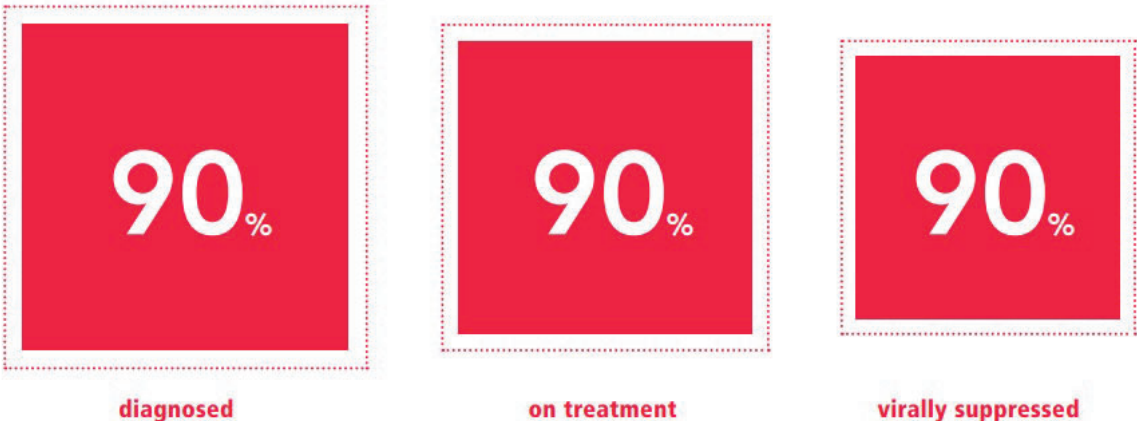 90%
90%
90%
diagnosed
on treatment
virally suppressed